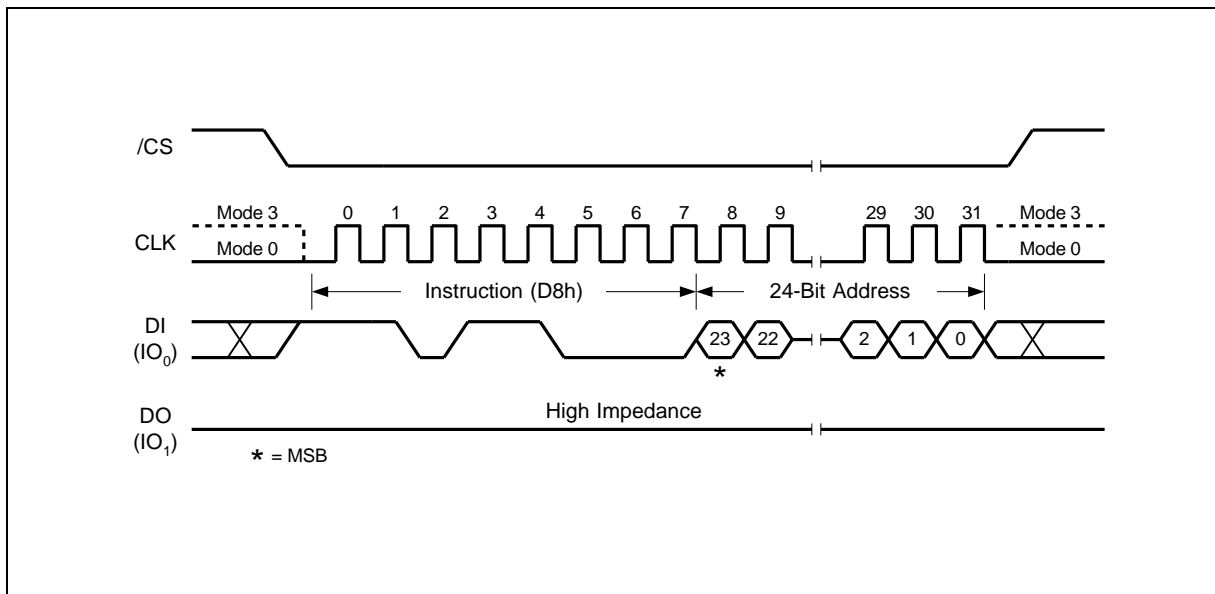 /CS
Mode 3 0 1 2 3 4 5 6 7 8 9 29 30 31 Mode 3
CLK
Mode 0 Mode 0
Instruction (D8h) 24-Bit Address
DI
(IO0)
23 22 2 1 0
*
High Impedance
DO
(IO1)
* = MSB